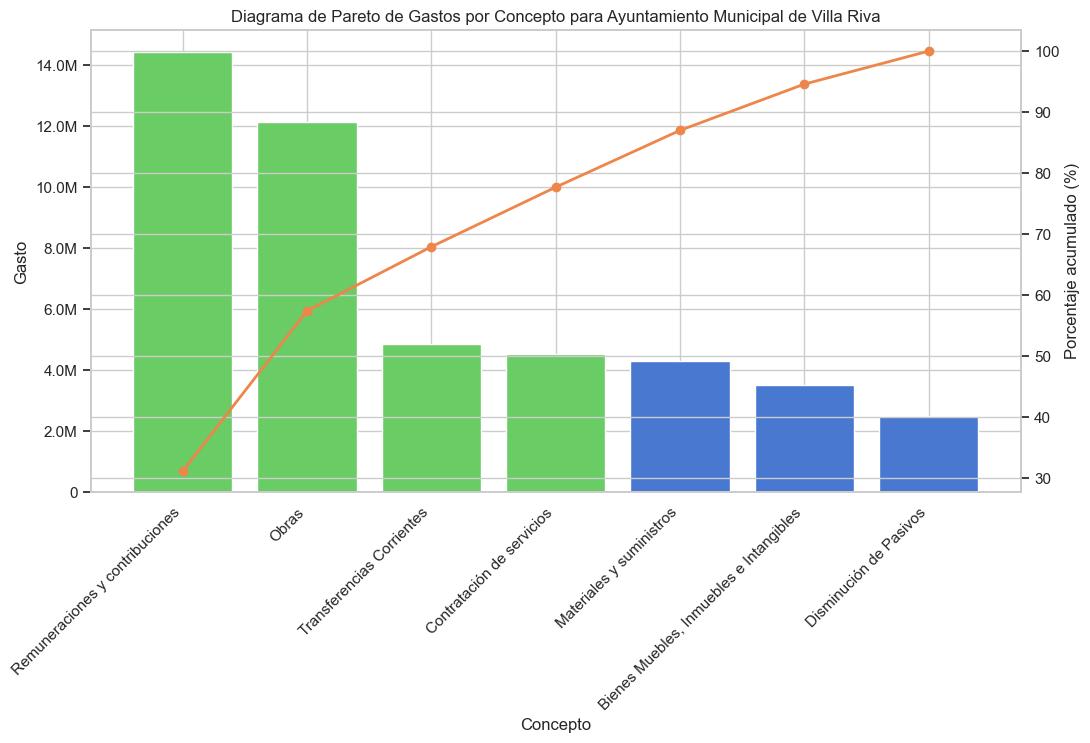 Diagrama de Pareto de Gastos por Concepto para Ayuntamiento Municipal de Villa Riva
Gasto
14.0M
12.0M
10.0M
8.0M
6.0M
4.0M
2.0M
0
100
90
80
70
60
50
40
30
Porcentaje acumulado (%)
Remuneraciones y contribuciones
Obras
Transferencias Corrientes
Contratación de servicios
Materiales y suministros
Bienes Muebles, Inmuebles e Intangibles
Disminución de Pasivos
Concepto